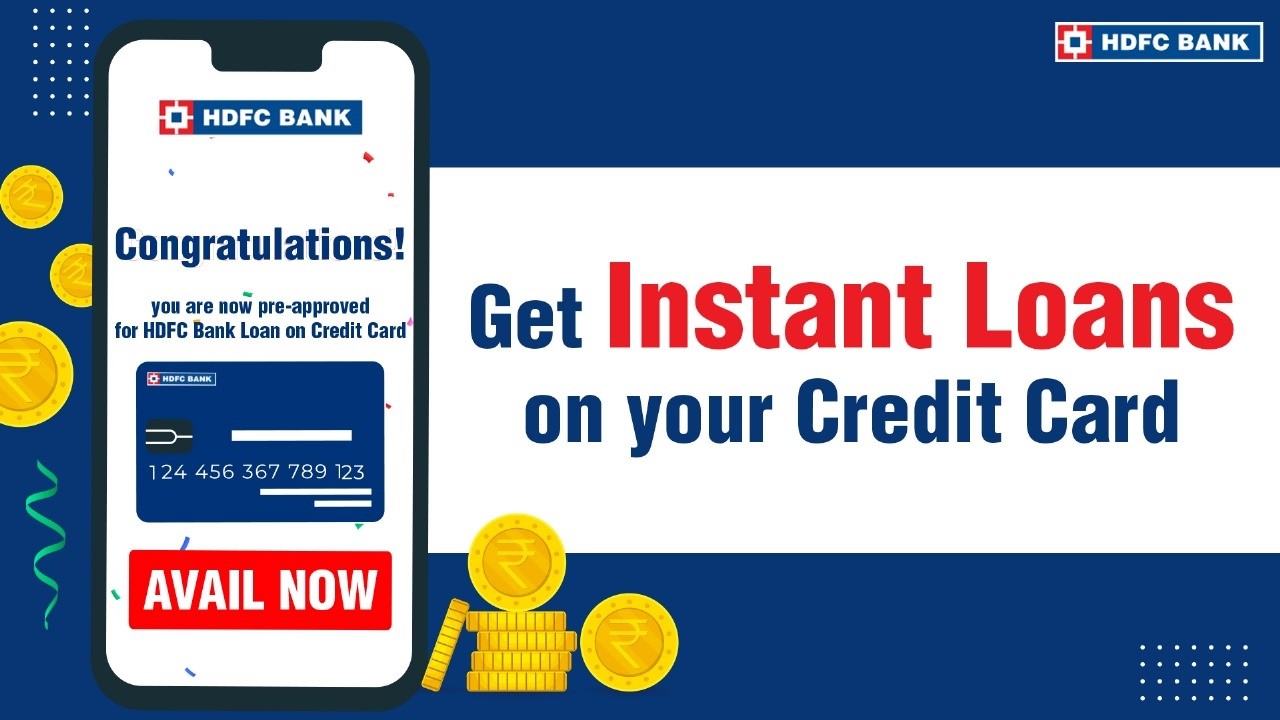 HDFC BANK
HDFC BANK
Congratulations!
you are now pre-approved
for HDFC Bank Loan on Credit Card
HDFC BANK
124 456 367 789 123
AVAIL NOW
Get Instant Loans
on your Credit Card